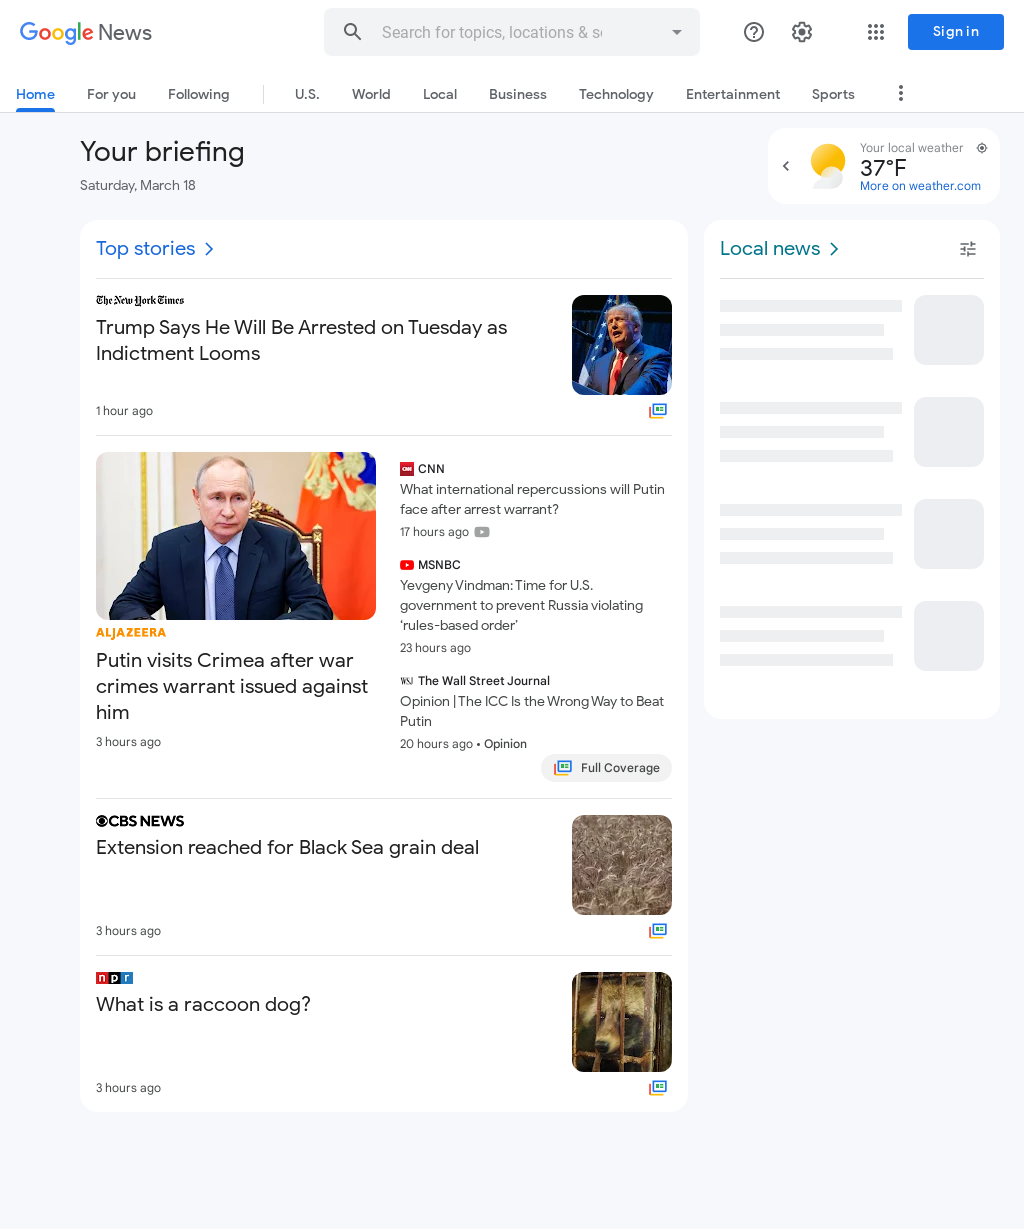 Google News
Search for topics, locations & so
Sign in
Home
For you
Following
U.S.
World
Local
Business
Technology
Entertainment
Sports
Your briefing
Saturday, March 18
Your local weather
37°F
More on weather.com
Top stories
Local news
The New York Times
Trump Says He Will Be Arrested on Tuesday as
Indictment Looms
1 hour ago
ALJAZEERA
Putin visits Crimea after war
crimes warrant issued against
him
3 hours ago
CNN
CNN
What international repercussions will Putin
face after arrest warrant?
17 hours ago
MSNBC
Yevgeny Vindman: Time for U.S.
government to prevent Russia violating
‘rules-based order’
23 hours ago
WSJ
The Wall Street Journal
Opinion | The ICC Is the Wrong Way to Beat
Putin
20 hours ago • Opinion
Full Coverage
CBS NEWS
Extension reached for Black Sea grain deal
3 hours ago
npr
What is a raccoon dog?
3 hours ago